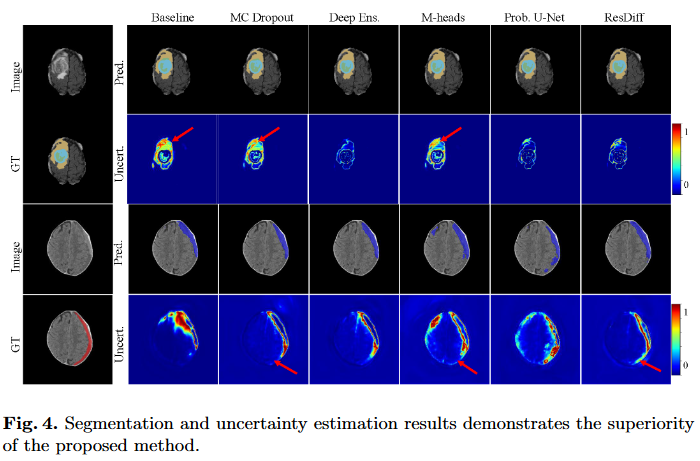 Baseline MC Dropout Deep Ens. M-heads Prob. U-Net ResDiff
Image Pred.
GT Uncert. 1 0
Image Pred.
GT Uncert. 1 0
Fig. 4. Segmentation and uncertainty estimation results demonstrates the superiority
of the proposed method.